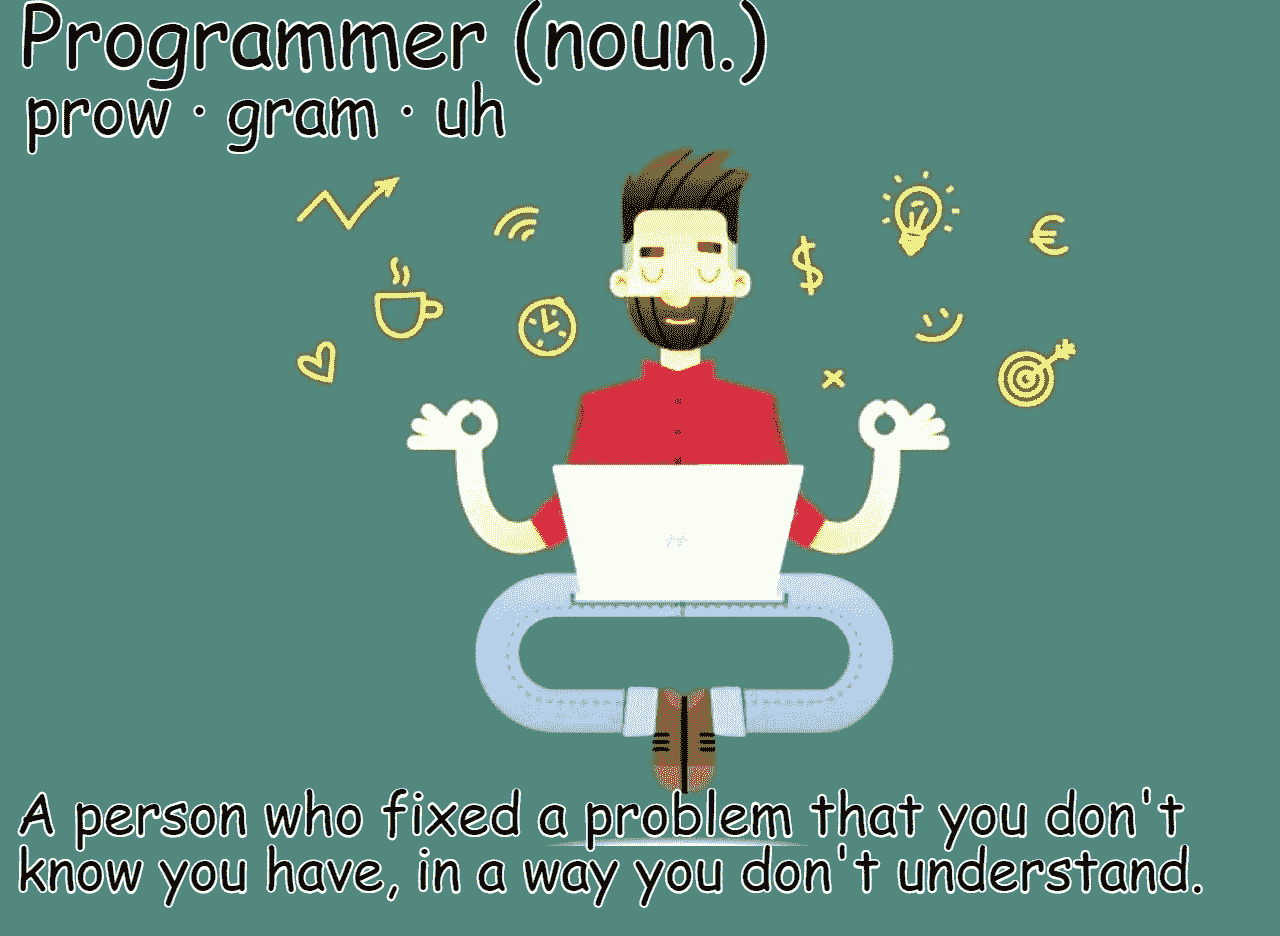 Programmer (noun.)
prow · gram · uh
A person who fixed a problem that you don't
know you have, in a way you don't understand.